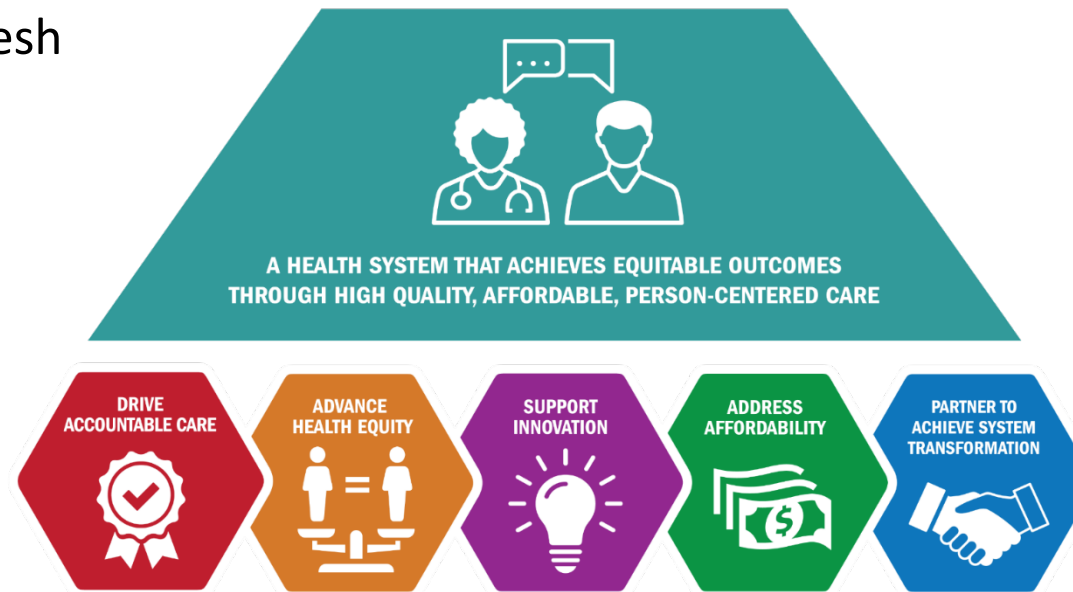 esh
A HEALTH SYSTEM THAT ACHIEVES EQUITABLE OUTCOMES
THROUGH HIGH QUALITY, AFFORDABLE, PERSON-CENTERED CARE
DRIVE
ACCOUNTABLE CARE
ADVANCE
HEALTH EQUITY
=
SUPPORT
INNOVATION
ADDRESS
AFFORDABILITY
$
PARTNER TO
ACHIEVE SYSTEM
TRANSFORMATION